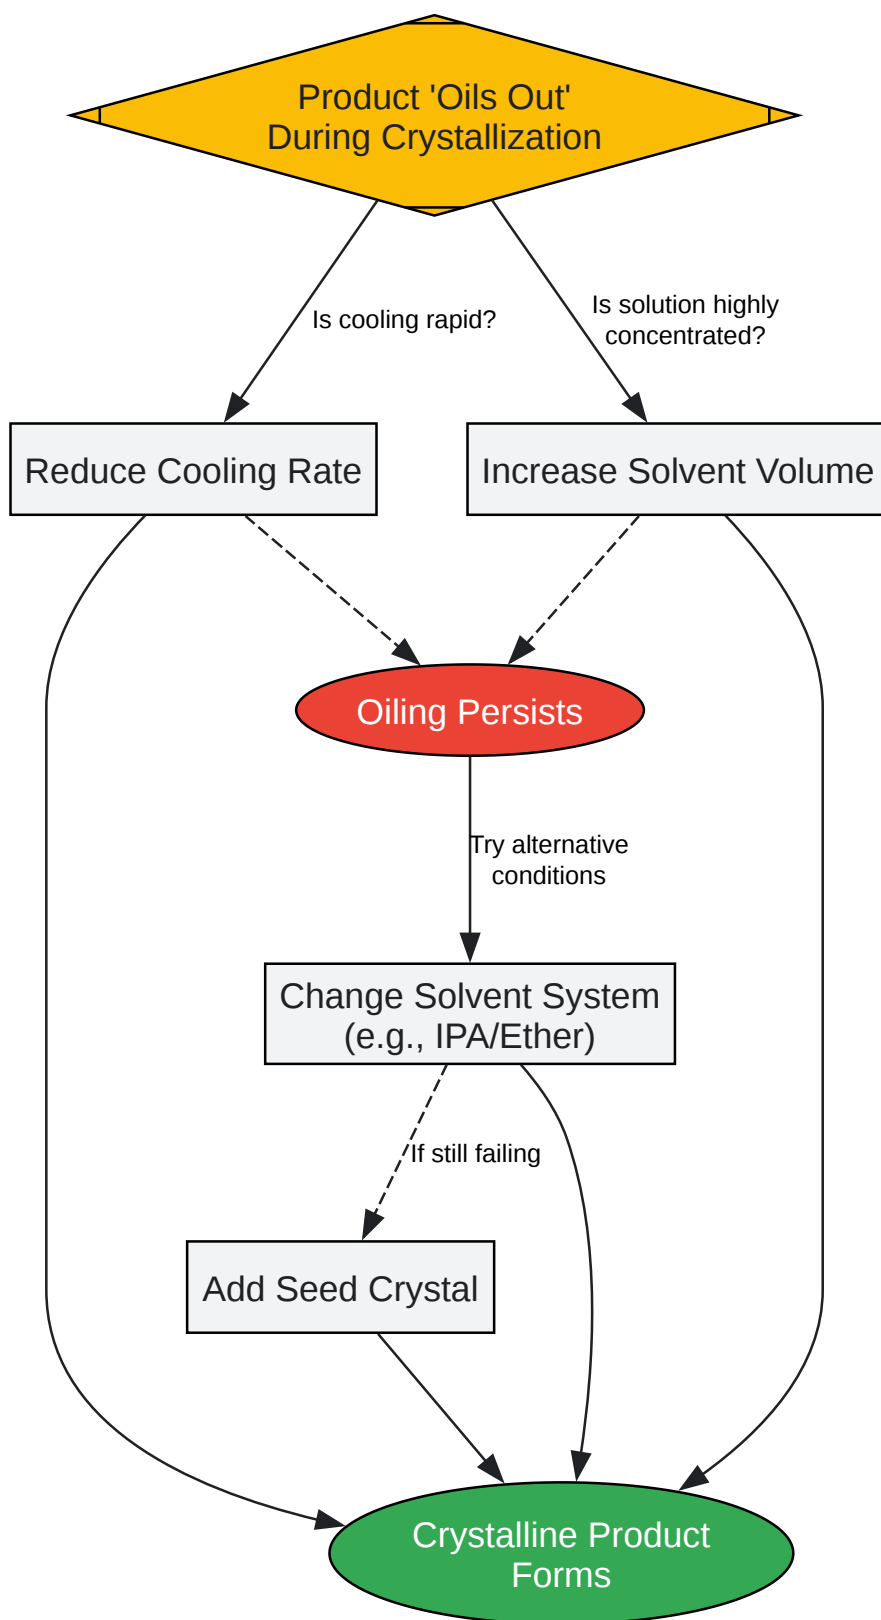 Product 'Oils Out'
During Crystallization
Is cooling rapid?
Is solution highly
concentrated?
Reduce Cooling Rate
Increase Solvent Volume
Oiling Persists
Try alternative
conditions
Change Solvent System
(e.g., IPA/Ether)
If still failing
Add Seed Crystal
Crystalline Product
Forms